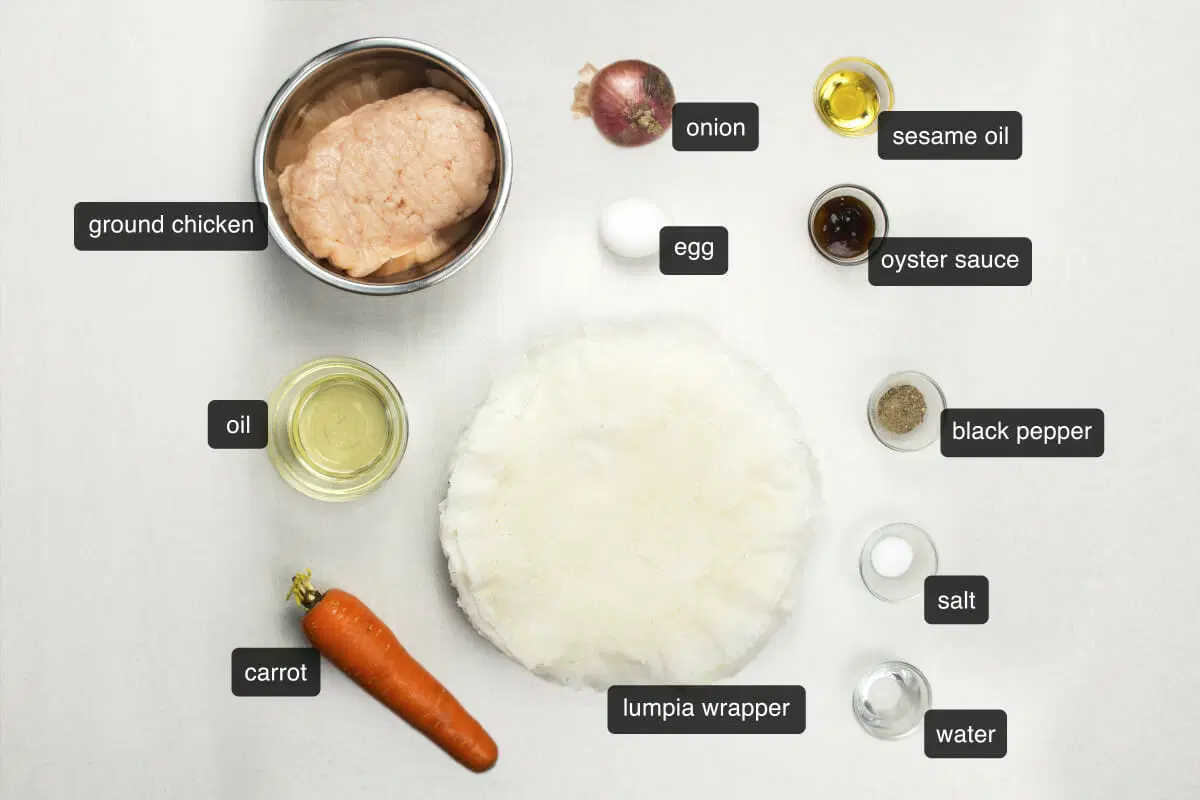 onion
sesame oil
ground chicken
egg
oyster sauce
oil
black pepper
salt
carrot
lumpia wrapper
water